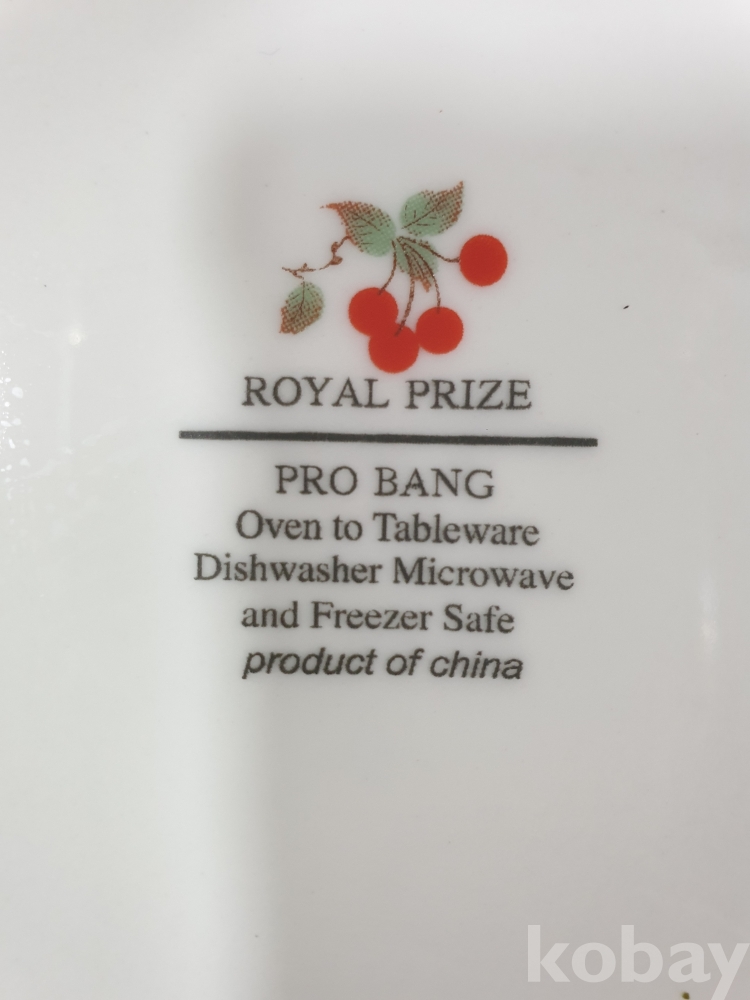 ROYAL PRIZE
PRO BANG
Oven to Tableware
Dishwasher Microwave
and Freezer Safe
product of china
kobay